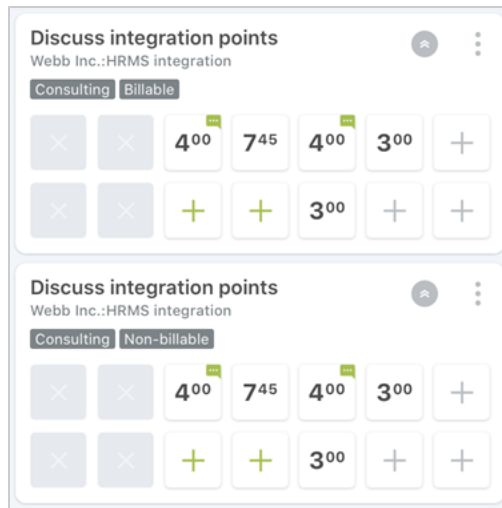 Discuss integration points
Webb Inc.:HRMS integration
Consulting Billable
4⁰⁰ 7⁴⁵ 4⁰⁰ 3⁰⁰
3⁰⁰
Discuss integration points
Webb Inc.:HRMS integration
Consulting Non-billable
4⁰⁰ 7⁴⁵ 4⁰⁰ 3⁰⁰
3⁰⁰